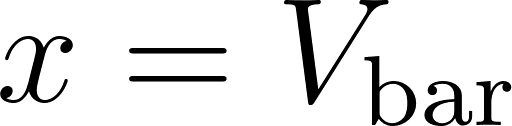 x = V_bar